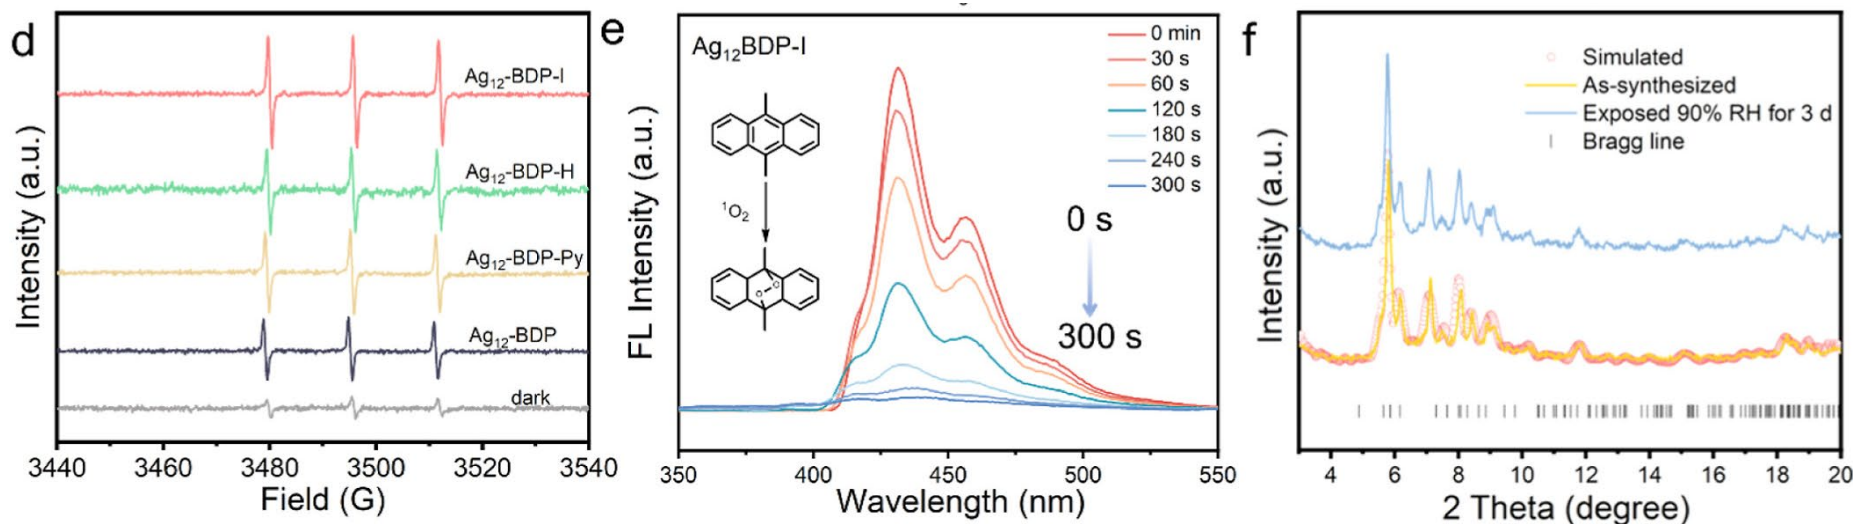 d
Intensity (a.u.)
Ag12-BDP-I
Ag12-BDP-H
Ag12-BDP-Py
Ag12-BDP
dark
3440 3460 3480 3500 3520 3540
Field (G)
e
FL Intensity (a.u.)
Ag12BDP-I
1O2
O
O
0 min
30 s
60 s
120 s
180 s
240 s
300 s
0 s
300 s
350 400 450 500 550
Wavelength (nm)
f
Intensity (a.u.)
Simulated
As-synthesized
Exposed 90% RH for 3 d
Bragg line
4 6 8 10 12 14 16 18 20
2 Theta (degree)